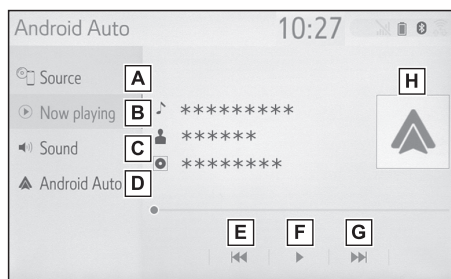 Android Auto 10:27
Source A H
Now playing B *********
Sound C ******
Android Auto D ********
E F G